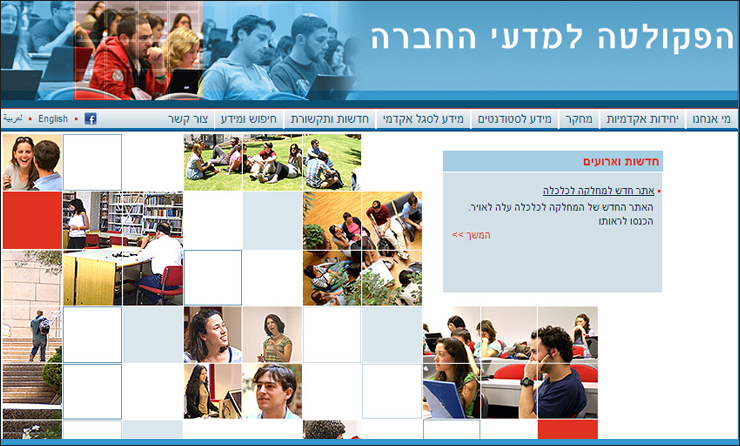 הפקולטה למדעי החברה
מי אנחנו יחידות אקדמיות מחקר מידע לסטודנטים מידע לסגל אקדמי חדשות ותקשורת חיפוש ומידע צור קשר English لعربية
חדשות וארועים
אתר חדש למחלקה לכלכלה
האתר החדש של המחלקה לכלכלה עלה לאויר.
הכנסו לראותו
המשך >>